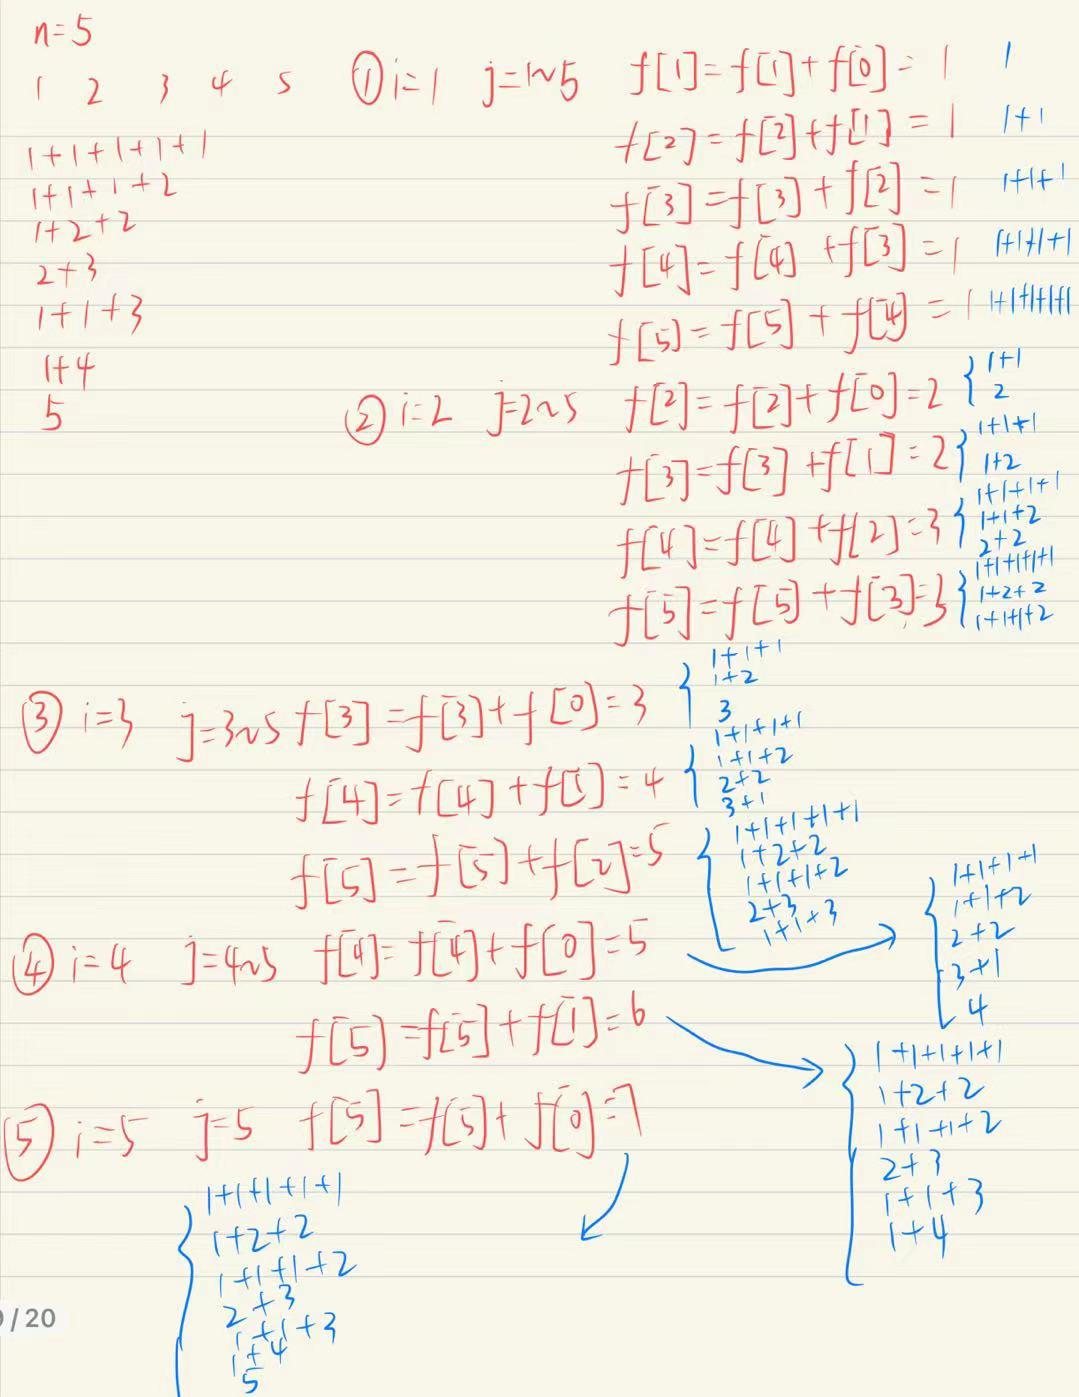 n=5
1 2 3 4 5
1+1+1+1+1
1+1+1+2
1+2+2
2+3
1+1+3
1+4
5
① i=1 j=1~5 f[1]=f[1]+f[0]=1 1
f[2]=f[2]+f[1]=1 1+1
f[3]=f[3]+f[2]=1 1+1+1
f[4]=f[4]+f[3]=1 1+1+1+1
f[5]=f[5]+f[4]=1 1+1+1+1+1
② i=2 j=2~5 f[2]=f[2]+f[0]=2
1+1
2
f[3]=f[3]+f[1]=2
1+1+1
1+2
f[4]=f[4]+f[2]=3
1+1+1+1
1+1+2
2+2
f[5]=f[5]+f[3]=3
1+1+1+1+1
1+2+2
1+1+1+2
③ i=3 j=3~5 f[3]=f[3]+f[0]=3
1+1+1
1+2
3
f[4]=f[4]+f[1]=4
1+1+1+1
1+1+2
2+2
3+1
f[5]=f[5]+f[2]=5
1+1+1+1+1
1+2+2
1+1+1+2
2+3
1+1+3
④ i=4 j=4~5 f[4]=f[4]+f[0]=5
1+1+1+1
1+1+2
2+2
3+1
4
f[5]=f[5]+f[1]=6
1+1+1+1+1
1+2+2
1+1+1+2
2+3
1+1+3
1+4
⑤ i=5 j=5 f[5]=f[5]+f[0]=7
1+1+1+1+1
1+2+2
1+1+1+2
2+3
1+1+3
1+4
5
/ 20